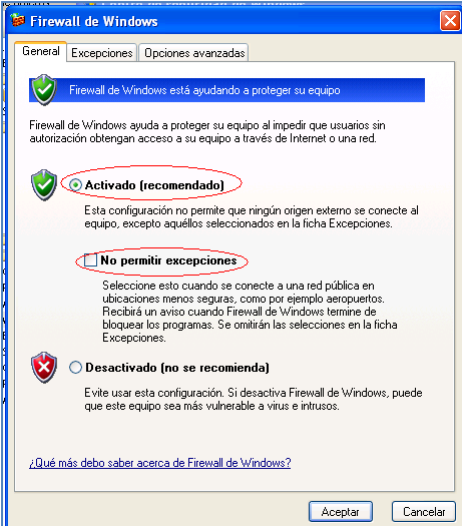 Firewall de Windows
General Excepciones Opciones avanzadas
Firewall de Windows está ayudando a proteger su equipo
Firewall de Windows ayuda a proteger su equipo al impedir que usuarios sin
autorización obtengan acceso a su equipo a través de Internet o una red.
Activado (recomendado)
Esta configuración no permite que ningún origen externo se conecte al
equipo, excepto aquéllos seleccionados en la ficha Excepciones.
No permitir excepciones
Seleccione esto cuando se conecte a una red pública en
ubicaciones menos seguras, como por ejemplo aeropuertos.
Recibirá un aviso cuando Firewall de Windows termine de
bloquear los programas. Se omitirán las selecciones en la ficha
Excepciones.
Desactivado (no se recomienda)
Evite usar esta configuración. Si desactiva Firewall de Windows, puede
que este equipo sea más vulnerable a virus e intrusos.
¿Qué más debo saber acerca de Firewall de Windows?
Aceptar Cancelar